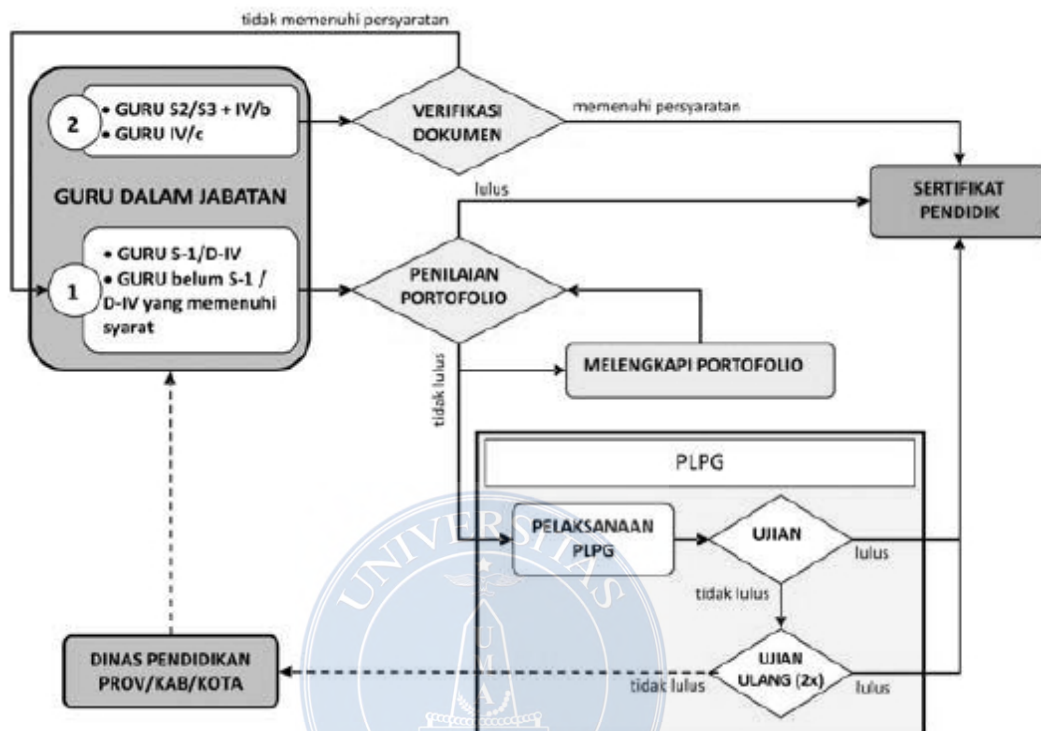 tidak memenuhi persyaratan
2
• GURU S2/S3 + IV/b
• GURU IV/c
VERIFIKASI
DOKUMEN
memenuhi persyaratan
GURU DALAM JABATAN
lulus
SERTIFIKAT
PENDIDIK
1
• GURU S-1/D-IV
• GURU belum S-1 /
D-IV yang memenuhi
syarat
PENILAIAN
PORTOFOLIO
tidak lulus
MELENGKAPI PORTOFOLIO
PLPG
PELAKSANAAN
PLPG
UJIAN
lulus
tidak lulus
UJIAN
ULANG (2x)
lulus
tidak lulus
DINAS PENDIDIKAN
PROV/KAB/KOTA
UNIVERSITAS
U
M
A